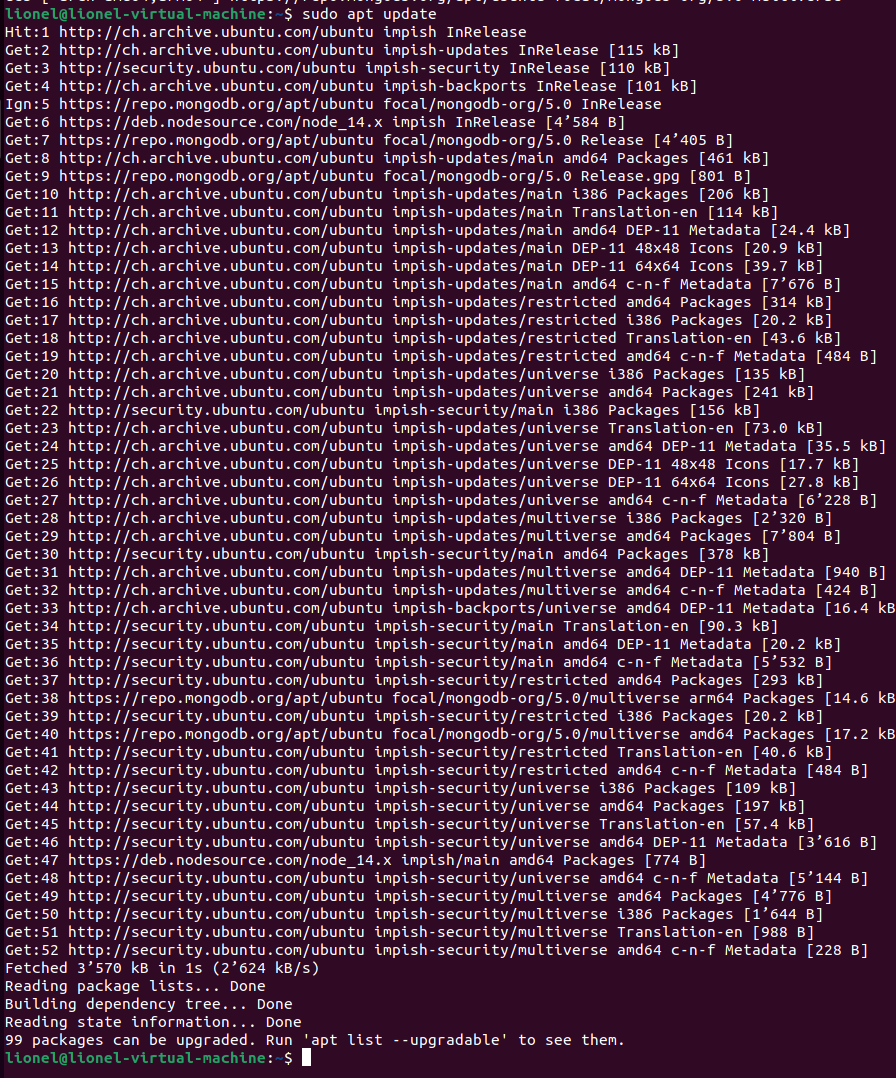 lionel@lionel-virtual-machine:~$ sudo apt update
Hit:1 http://ch.archive.ubuntu.com/ubuntu impish InRelease
Get:2 http://ch.archive.ubuntu.com/ubuntu impish-updates InRelease [115 kB]
Get:3 http://security.ubuntu.com/ubuntu impish-security InRelease [110 kB]
Get:4 http://ch.archive.ubuntu.com/ubuntu impish-backports InRelease [101 kB]
Ign:5 https://repo.mongodb.org/apt/ubuntu focal/mongodb-org/5.0 InRelease
Get:6 https://deb.nodesource.com/node_14.x impish InRelease [4’584 B]
Get:7 https://repo.mongodb.org/apt/ubuntu focal/mongodb-org/5.0 Release [4’405 B]
Get:8 http://ch.archive.ubuntu.com/ubuntu impish-updates/main amd64 Packages [461 kB]
Get:9 https://repo.mongodb.org/apt/ubuntu focal/mongodb-org/5.0 Release.gpg [801 B]
Get:10 http://ch.archive.ubuntu.com/ubuntu impish-updates/main i386 Packages [206 kB]
Get:11 http://ch.archive.ubuntu.com/ubuntu impish-updates/main Translation-en [114 kB]
Get:12 http://ch.archive.ubuntu.com/ubuntu impish-updates/main amd64 DEP-11 Metadata [24.4 kB]
Get:13 http://ch.archive.ubuntu.com/ubuntu impish-updates/main DEP-11 48x48 Icons [20.9 kB]
Get:14 http://ch.archive.ubuntu.com/ubuntu impish-updates/main DEP-11 64x64 Icons [39.7 kB]
Get:15 http://ch.archive.ubuntu.com/ubuntu impish-updates/main amd64 c-n-f Metadata [7’676 B]
Get:16 http://ch.archive.ubuntu.com/ubuntu impish-updates/restricted amd64 Packages [314 kB]
Get:17 http://ch.archive.ubuntu.com/ubuntu impish-updates/restricted i386 Packages [20.2 kB]
Get:18 http://ch.archive.ubuntu.com/ubuntu impish-updates/restricted Translation-en [43.6 kB]
Get:19 http://ch.archive.ubuntu.com/ubuntu impish-updates/restricted amd64 c-n-f Metadata [484 B]
Get:20 http://ch.archive.ubuntu.com/ubuntu impish-updates/universe i386 Packages [135 kB]
Get:21 http://ch.archive.ubuntu.com/ubuntu impish-updates/universe amd64 Packages [241 kB]
Get:22 http://security.ubuntu.com/ubuntu impish-security/main i386 Packages [156 kB]
Get:23 http://ch.archive.ubuntu.com/ubuntu impish-updates/universe Translation-en [73.0 kB]
Get:24 http://ch.archive.ubuntu.com/ubuntu impish-updates/universe amd64 DEP-11 Metadata [35.5 kB]
Get:25 http://ch.archive.ubuntu.com/ubuntu impish-updates/universe DEP-11 48x48 Icons [17.7 kB]
Get:26 http://ch.archive.ubuntu.com/ubuntu impish-updates/universe DEP-11 64x64 Icons [27.8 kB]
Get:27 http://ch.archive.ubuntu.com/ubuntu impish-updates/universe amd64 c-n-f Metadata [6’228 B]
Get:28 http://ch.archive.ubuntu.com/ubuntu impish-updates/multiverse i386 Packages [2’320 B]
Get:29 http://ch.archive.ubuntu.com/ubuntu impish-updates/multiverse amd64 Packages [7’804 B]
Get:30 http://security.ubuntu.com/ubuntu impish-security/main amd64 Packages [378 kB]
Get:31 http://ch.archive.ubuntu.com/ubuntu impish-updates/multiverse amd64 DEP-11 Metadata [940 B]
Get:32 http://ch.archive.ubuntu.com/ubuntu impish-updates/multiverse amd64 c-n-f Metadata [424 B]
Get:33 http://ch.archive.ubuntu.com/ubuntu impish-backports/universe amd64 DEP-11 Metadata [16.4 kB
Get:34 http://security.ubuntu.com/ubuntu impish-security/main Translation-en [90.3 kB]
Get:35 http://security.ubuntu.com/ubuntu impish-security/main amd64 DEP-11 Metadata [20.2 kB]
Get:36 http://security.ubuntu.com/ubuntu impish-security/main amd64 c-n-f Metadata [5’532 B]
Get:37 http://security.ubuntu.com/ubuntu impish-security/restricted amd64 Packages [293 kB]
Get:38 https://repo.mongodb.org/apt/ubuntu focal/mongodb-org/5.0/multiverse arm64 Packages [14.6 kB
Get:39 http://security.ubuntu.com/ubuntu impish-security/restricted i386 Packages [20.2 kB]
Get:40 https://repo.mongodb.org/apt/ubuntu focal/mongodb-org/5.0/multiverse amd64 Packages [17.2 kB
Get:41 http://security.ubuntu.com/ubuntu impish-security/restricted Translation-en [40.6 kB]
Get:42 http://security.ubuntu.com/ubuntu impish-security/restricted amd64 c-n-f Metadata [484 B]
Get:43 http://security.ubuntu.com/ubuntu impish-security/universe i386 Packages [109 kB]
Get:44 http://security.ubuntu.com/ubuntu impish-security/universe amd64 Packages [197 kB]
Get:45 http://security.ubuntu.com/ubuntu impish-security/universe Translation-en [57.4 kB]
Get:46 http://security.ubuntu.com/ubuntu impish-security/universe amd64 DEP-11 Metadata [3’616 B]
Get:47 https://deb.nodesource.com/node_14.x impish/main amd64 Packages [774 B]
Get:48 http://security.ubuntu.com/ubuntu impish-security/universe amd64 c-n-f Metadata [5’144 B]
Get:49 http://security.ubuntu.com/ubuntu impish-security/multiverse amd64 Packages [4’776 B]
Get:50 http://security.ubuntu.com/ubuntu impish-security/multiverse i386 Packages [1’644 B]
Get:51 http://security.ubuntu.com/ubuntu impish-security/multiverse Translation-en [988 B]
Get:52 http://security.ubuntu.com/ubuntu impish-security/multiverse amd64 c-n-f Metadata [228 B]
Fetched 3’570 kB in 1s (2’624 kB/s)
Reading package lists... Done
Building dependency tree... Done
Reading state information... Done
99 packages can be upgraded. Run 'apt list --upgradable' to see them.
lionel@lionel-virtual-machine:~$